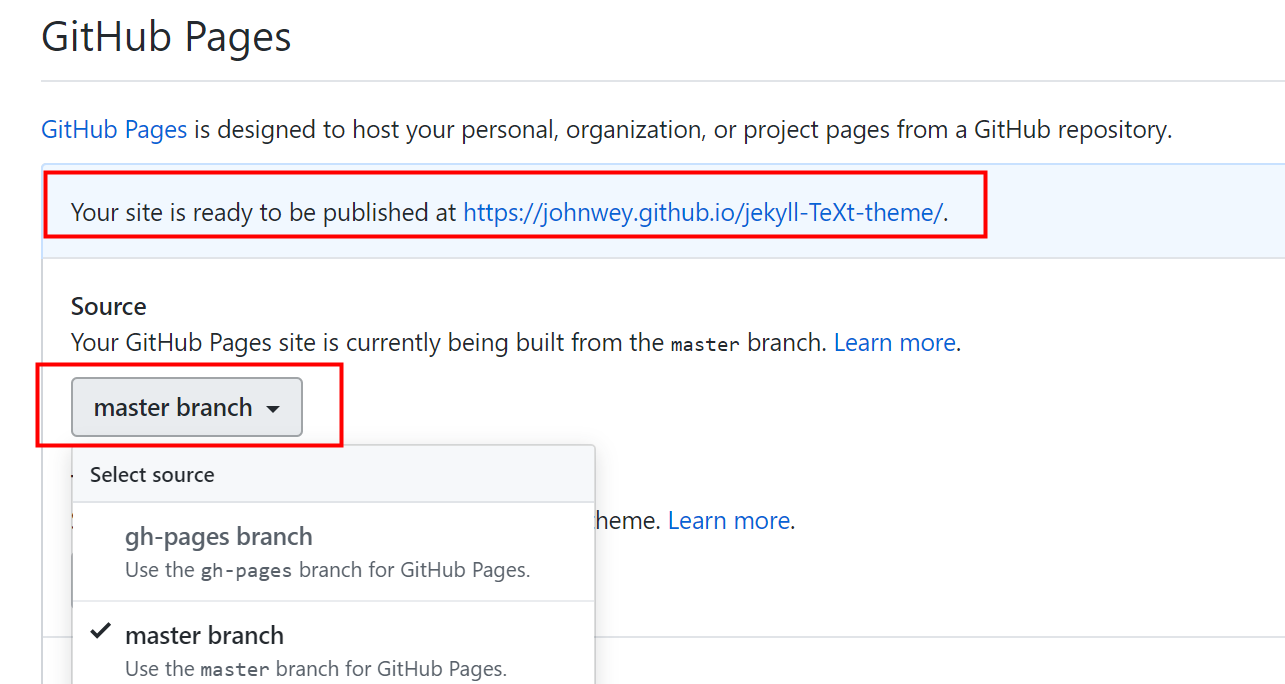 GitHub Pages
GitHub Pages is designed to host your personal, organization, or project pages from a GitHub repository.
Your site is ready to be published at https://johnwey.github.io/jekyll-TeXt-theme/.
Source
Your GitHub Pages site is currently being built from the master branch. Learn more.
master branch
Select source
heme. Learn more.
gh-pages branch
Use the gh-pages branch for GitHub Pages.
master branch
Use the master branch for GitHub Pages.